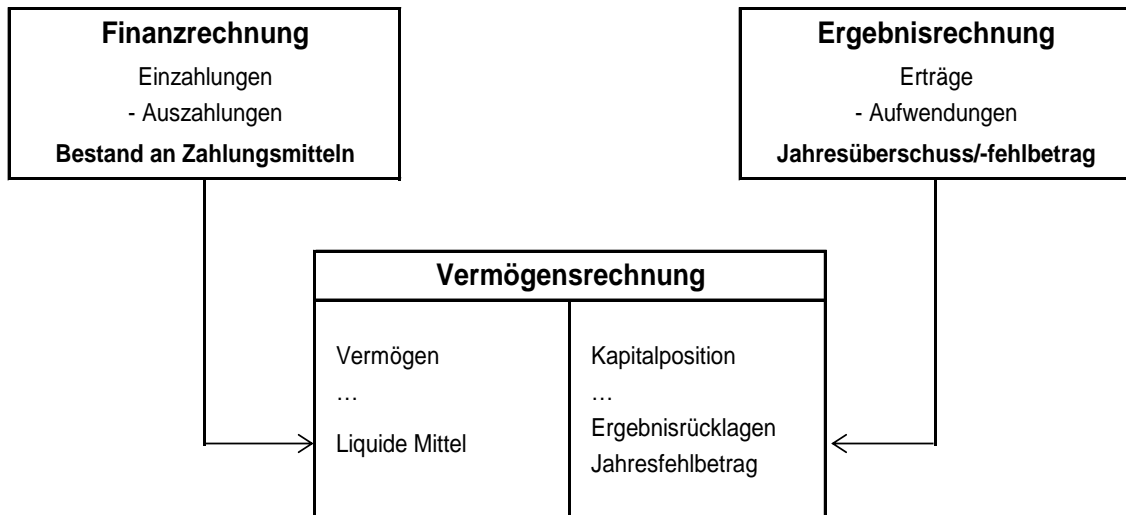 Finanzrechnung
Einzahlungen
- Auszahlungen
Bestand an Zahlungsmitteln
Ergebnisrechnung
Erträge
- Aufwendungen
Jahresüberschuss/-fehlbetrag
Vermögensrechnung
Vermögen
…
Liquide Mittel
Kapitalposition
…
Ergebnisrücklagen
Jahresfehlbetrag